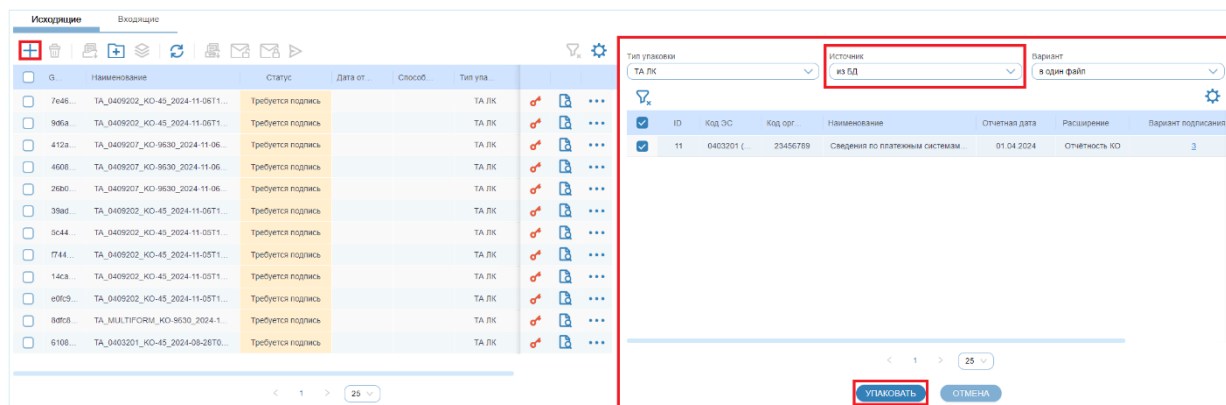 Исходящие Входящие
G... Наименование Статус Дата от... Способ... Тип упа...
7e46... TA_0409202_KO-45_2024-11-06T1... Требуется подпись ТА ЛК
9d6a... TA_0409202_KO-45_2024-11-06T1... Требуется подпись ТА ЛК
412a... TA_0409207_KO-9630_2024-11-06... Требуется подпись ТА ЛК
4608... TA_0409207_KO-9630_2024-11-06... Требуется подпись ТА ЛК
26b0... TA_0409207_KO-9630_2024-11-06... Требуется подпись ТА ЛК
39ad... TA_0409202_KO-45_2024-11-06T1... Требуется подпись ТА ЛК
5c44... TA_0409202_KO-45_2024-11-05T1... Требуется подпись ТА ЛК
f744... TA_0409202_KO-45_2024-11-05T1... Требуется подпись ТА ЛК
14ca... TA_0409202_KO-45_2024-11-05T1... Требуется подпись ТА ЛК
e0fc9... TA_0409202_KO-45_2024-11-05T1... Требуется подпись ТА ЛК
8dfc8... TA_MULTIFORM_KO-9630_2024-1... Требуется подпись ТА ЛК
6108... TA_0403201_KO-45_2024-08-28T0... Требуется подпись ТА ЛК
< 1 > 25
Тип упаковки Источник Вариант
ТА ЛК из БД в один файл
ID Код ЭС Код орг... Наименование Отчетная дата Расширение Вариант подписания
11 0403201 (... 23456789 Сведения по платежным системам... 01.04.2024 Отчётность КО 3
< 1 > 25
УПАКОВАТЬ ОТМЕНА